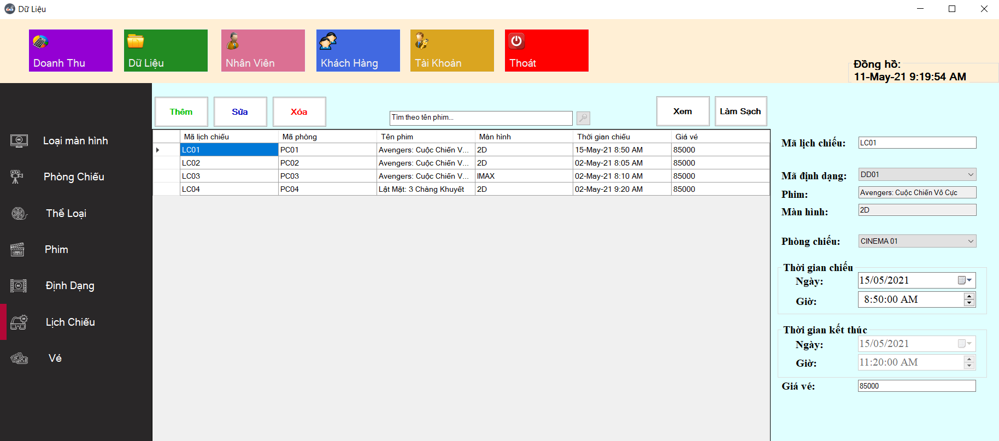 Dữ Liệu
Doanh Thu
Dữ Liệu
Nhân Viên
Khách Hàng
Tài Khoản
Thoát
Đồng hồ:
11-May-21 9:19:54 AM
Loại màn hình
Phòng Chiếu
Thể Loại
Phim
Định Dạng
Lịch Chiếu
Vé
Thêm Sửa Xóa Tìm theo tên phim... Xem Làm Sạch
Mã lịch chiếu Mã phòng Tên phim Màn hình Thời gian chiếu Giá vé
LC01 PC01 Avengers: Cuộc Chiến V... 2D 15-May-21 8:50 AM 85000
LC02 PC02 Avengers: Cuộc Chiến V... 2D 02-May-21 8:05 AM 85000
LC03 PC03 Avengers: Cuộc Chiến V... IMAX 02-May-21 8:10 AM 85000
LC04 PC04 Lật Mặt: 3 Chàng Khuyết 2D 02-May-21 9:20 AM 85000
Mã lịch chiếu: LC01
Mã định dạng: DD01
Phim: Avengers: Cuộc Chiến Vô Cực
Màn hình: 2D
Phòng chiếu: CINEMA 01
Thời gian chiếu
Ngày: 15/05/2021
Giờ: 8:50:00 AM
Thời gian kết thúc
Ngày: 15/05/2021
Giờ: 11:20:00 AM
Giá vé: 85000